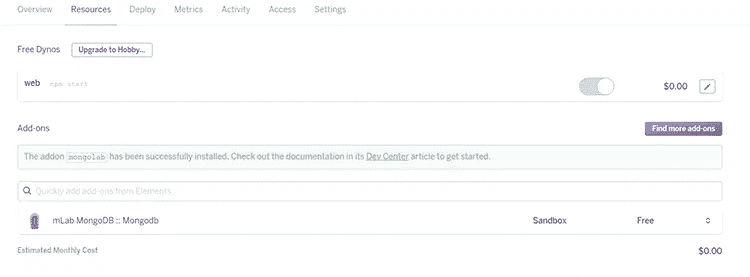 Overview Resources Deploy Metrics Activity Access Settings
Free Dynos Upgrade to Hobby...
web npm start $0.00
Add-ons Find more add-ons
The addon mongolab has been successfully installed. Check out the documentation in its Dev Center article to get started.
Quickly add add-ons from Elements
mLab MongoDB :: Mongodb Sandbox Free
Estimated Monthly Cost $0.00